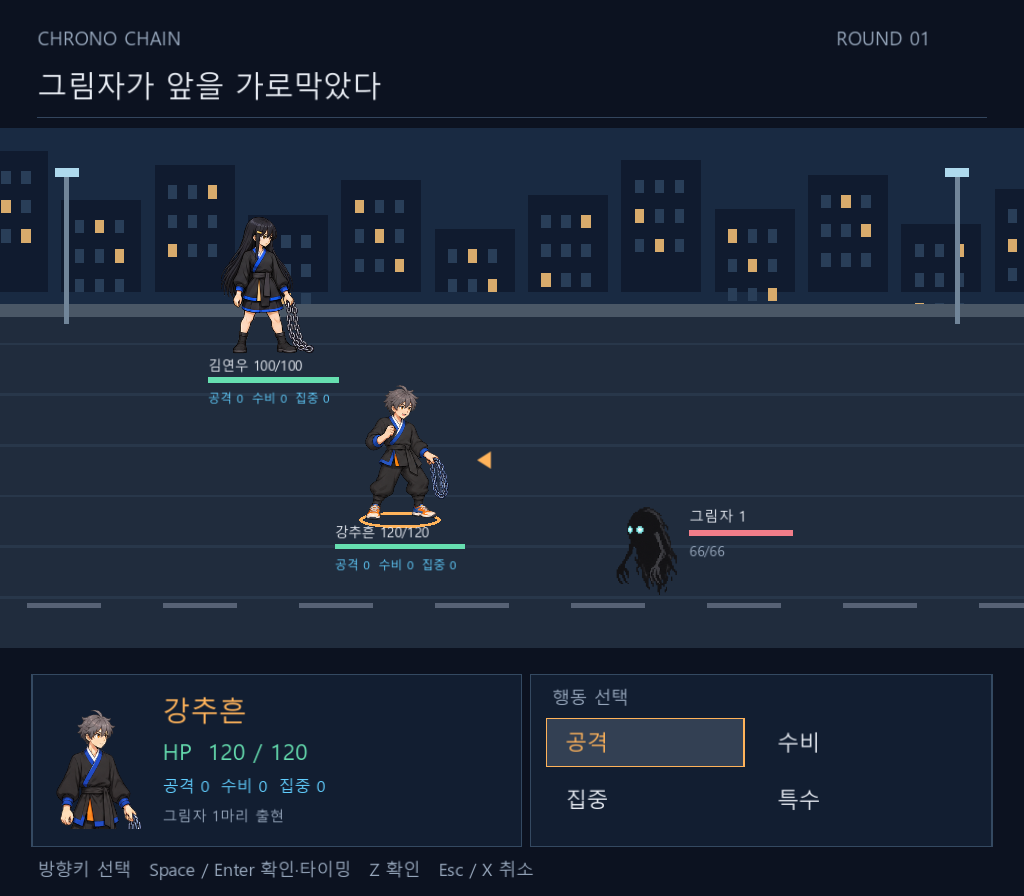 CHRONO CHAIN
ROUND 01
그림자가 앞을 가로막았다
김연우 100/100
공격 0 수비 0 집중 0
강추흔 120/120
공격 0 수비 0 집중 0
그림자 1
66/66
강추흔
HP 120 / 120
공격 0 수비 0 집중 0
그림자 1마리 출현
행동 선택
공격
수비
집중
특수
방향키 선택 Space / Enter 확인·타이밍 Z 확인 Esc / X 취소